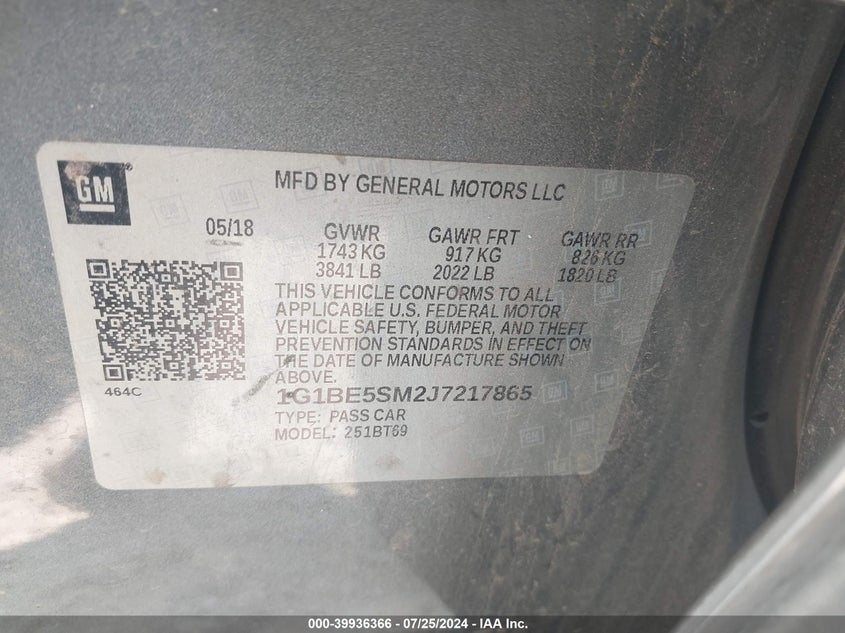 GM
MFD BY GENERAL MOTORS LLC
05/18 GVWR GAWR FRT GAWR RR
1743 KG 917 KG 826 KG
3841 LB 2022 LB 1820 LB
THIS VEHICLE CONFORMS TO ALL
APPLICABLE U.S. FEDERAL MOTOR
VEHICLE SAFETY, BUMPER, AND THEFT
PREVENTION STANDARDS IN EFFECT ON
THE DATE OF MANUFACTURE SHOWN
ABOVE.
464C
1G1BE5SM2J7217865
TYPE: PASS CAR
MODEL: 251BT69
000-39936366 - 07/25/2024 - IAA Inc.